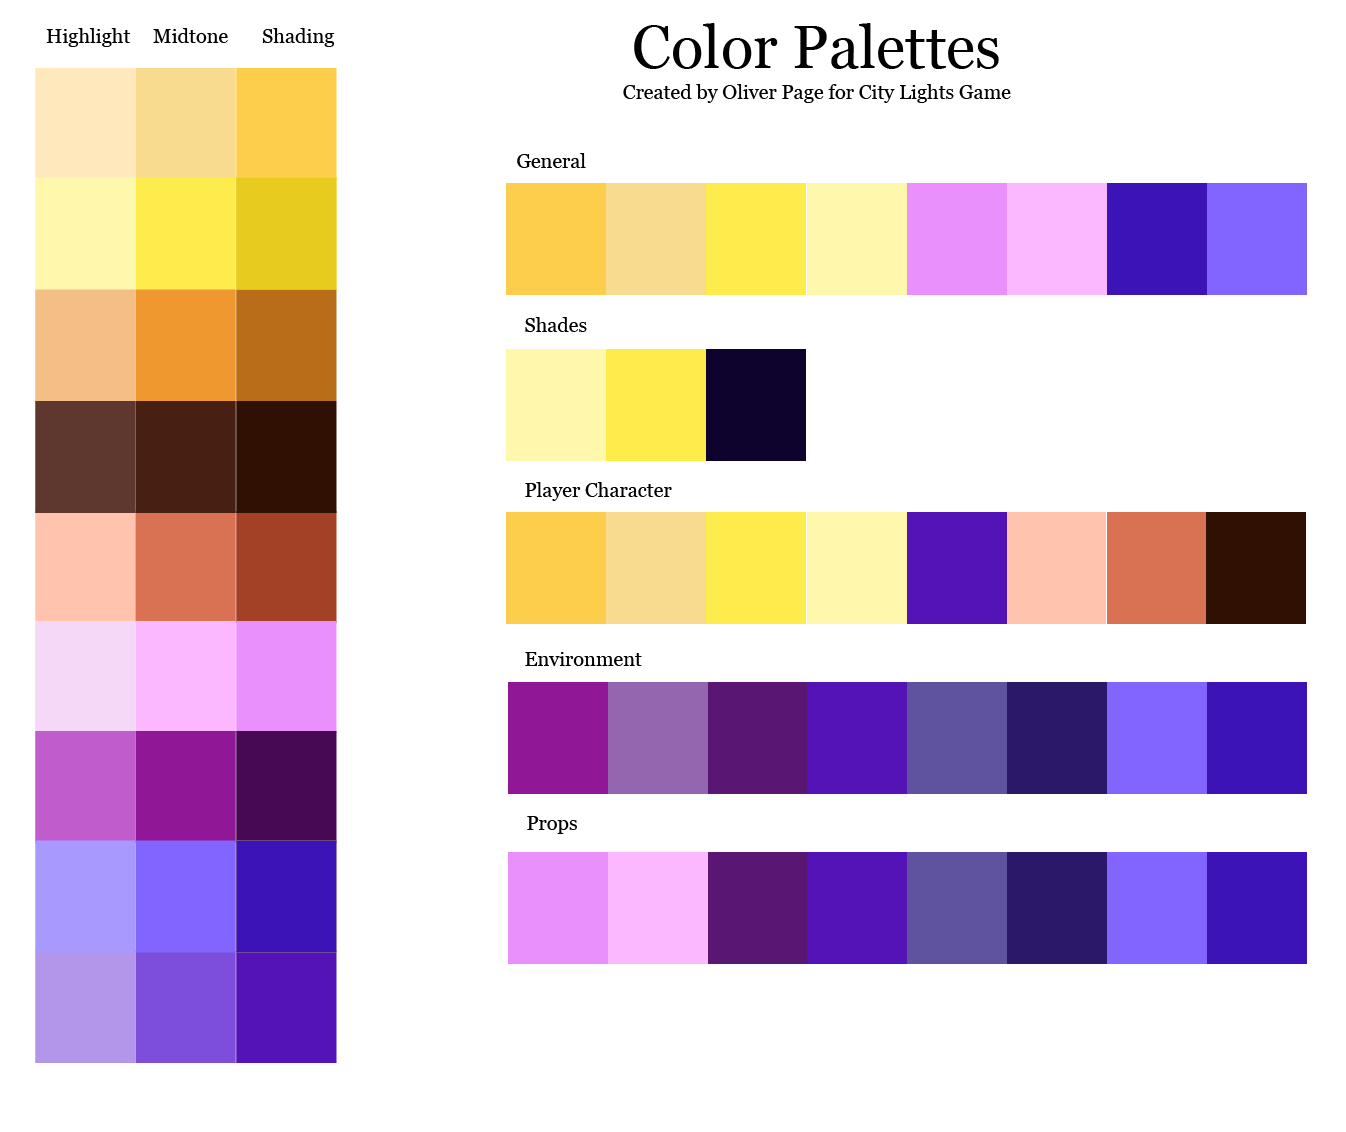 Highlight Midtone Shading
Color Palettes
Created by Oliver Page for City Lights Game
General
Shades
Player Character
Environment
Props